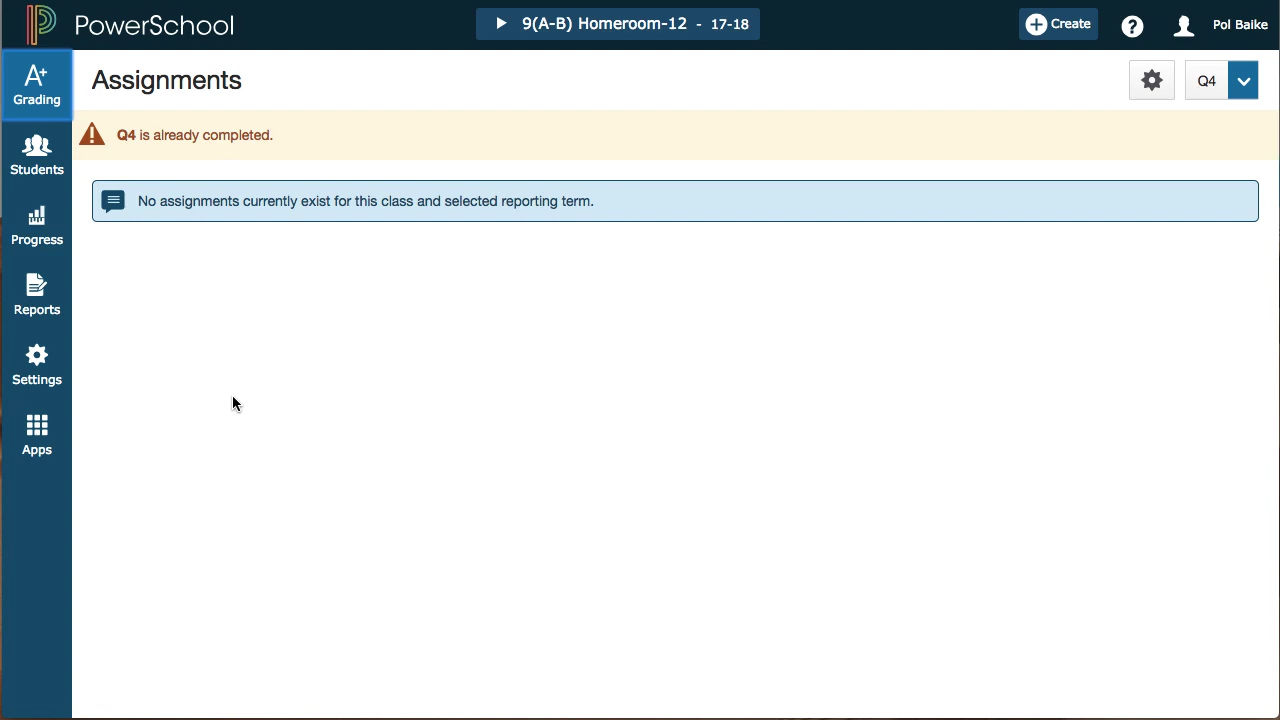 PowerSchool
9(A-B) Homeroom-12 - 17-18
Create
?
Pol Baike
A+
Grading
Assignments
Q4
Q4 is already completed.
Students
No assignments currently exist for this class and selected reporting term.
Progress
Reports
Settings
Apps